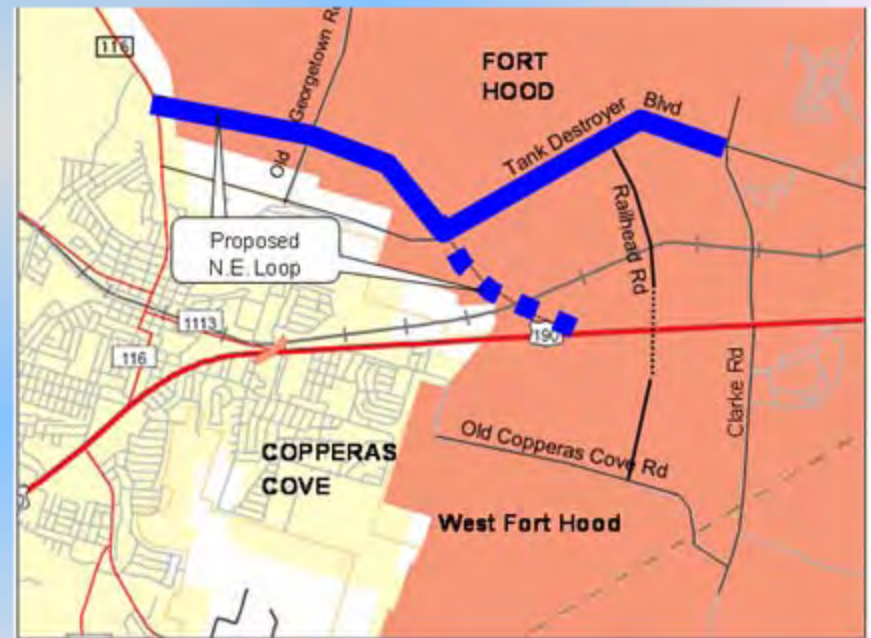 116
Old Georgetown Rd
FORT
HOOD
Tank Destroyer Blvd
Railhead Rd
Proposed
N.E. Loop
1113
116
190
Clarke Rd
COPPERAS
COVE
Old Copperas Cove Rd
West Fort Hood